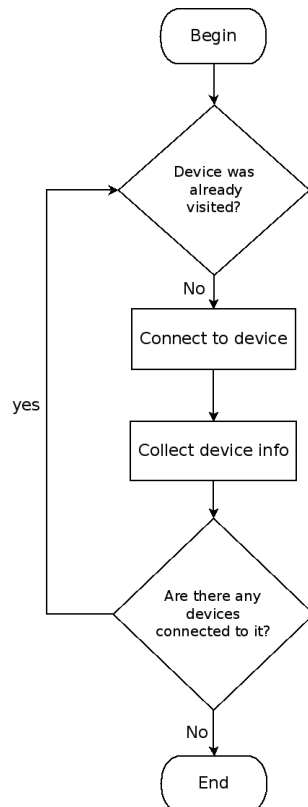 Begin
Device was
already
visited?
No
Connect to device
yes
Collect device info
Are there any
devices
connected to it?
No
End